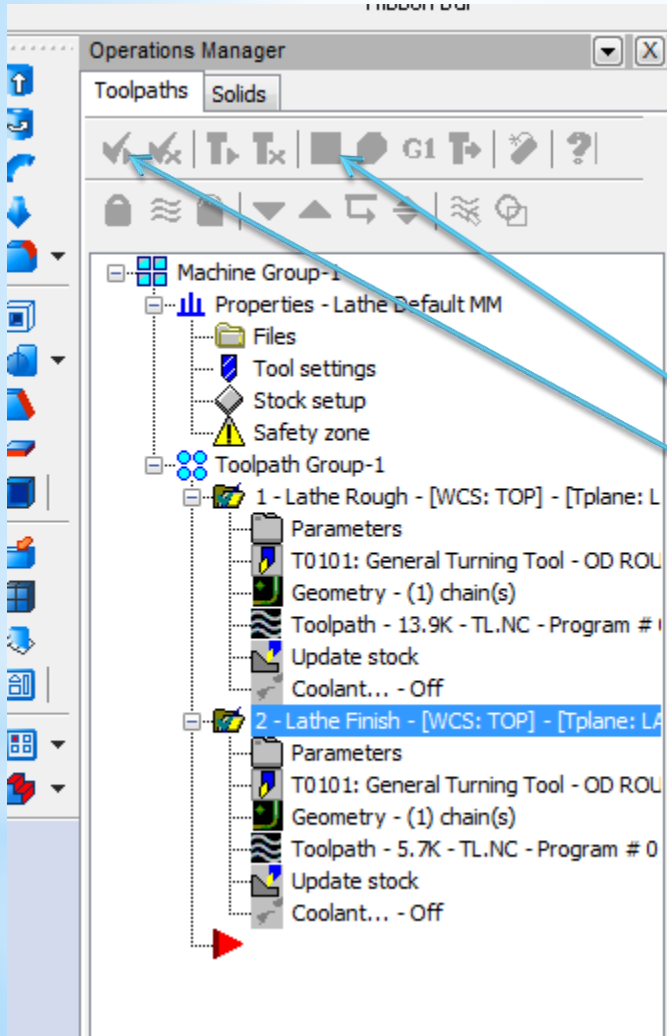 Ribbon Bar
Operations Manager
Toolpaths Solids
G1
Machine Group-1
Properties - Lathe Default MM
Files
Tool settings
Stock setup
Safety zone
Toolpath Group-1
1 - Lathe Rough - [WCS: TOP] - [Tplane: L
Parameters
T0101: General Turning Tool - OD ROU
Geometry - (1) chain(s)
Toolpath - 13.9K - TL.NC - Program #
Update stock
Coolant... - Off
2 - Lathe Finish - [WCS: TOP] - [Tplane: LA
Parameters
T0101: General Turning Tool - OD ROU
Geometry - (1) chain(s)
Toolpath - 5.7K - TL.NC - Program # 0
Update stock
Coolant... - Off